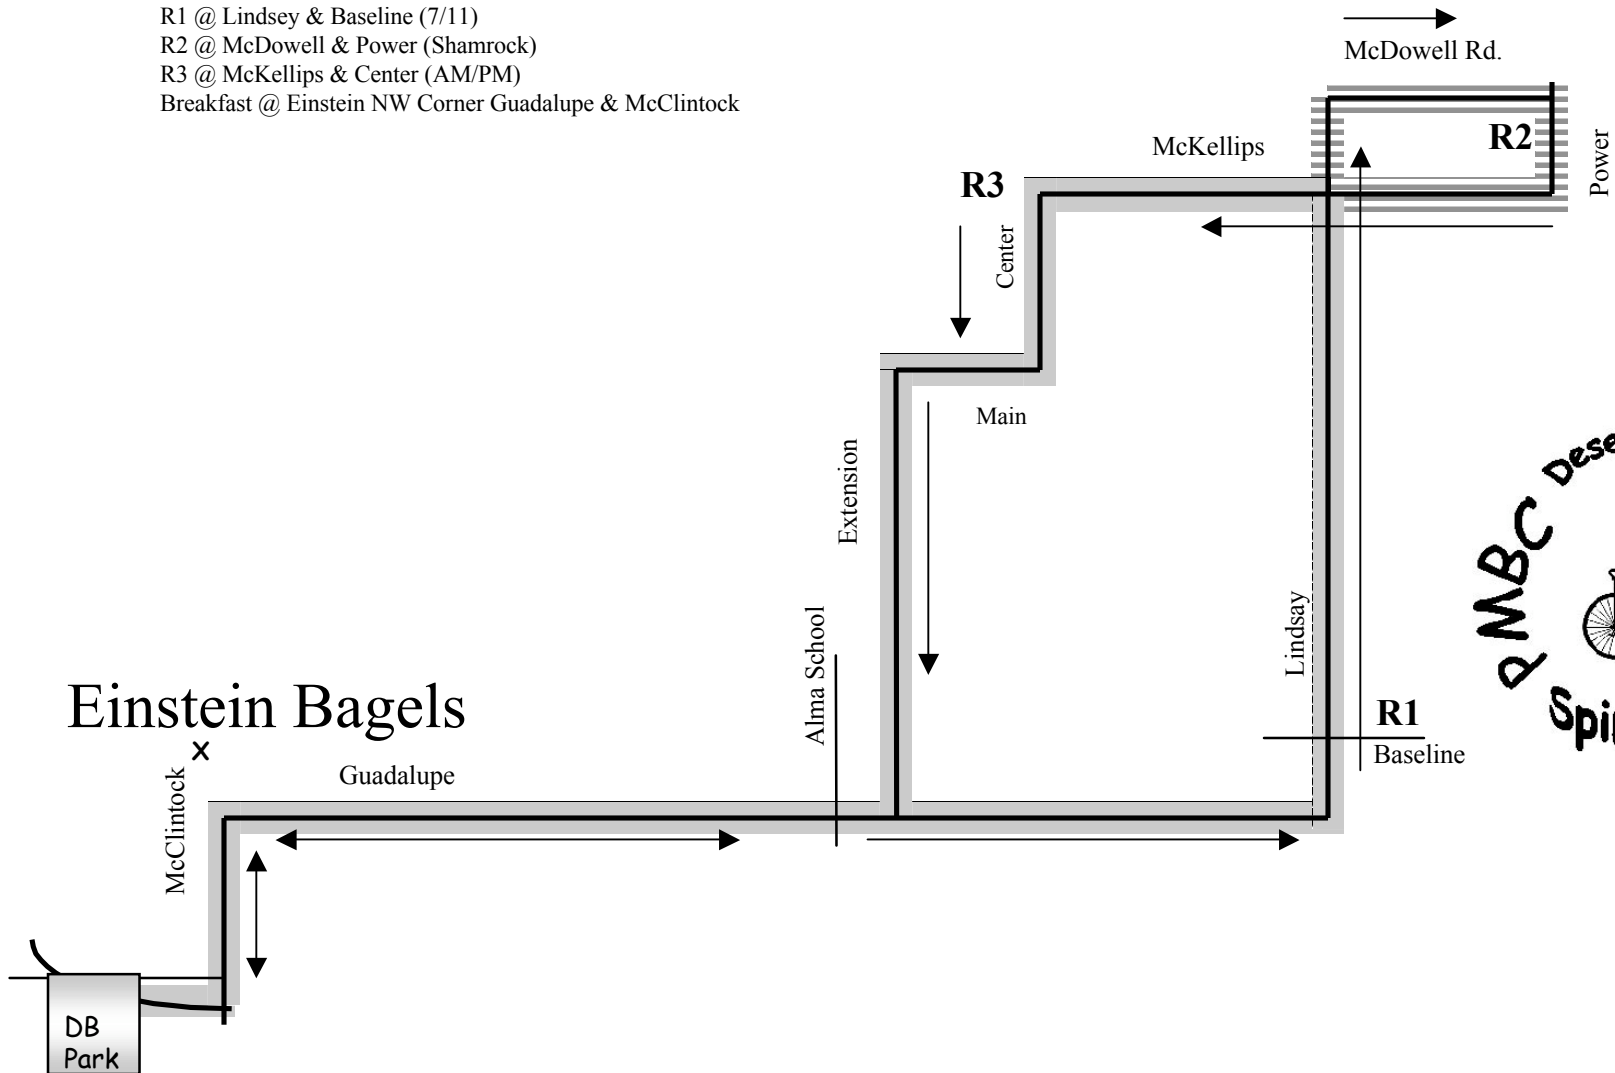 R1 @ Lindsey & Baseline (7/11)
R2 @ McDowell & Power (Shamrock)
R3 @ McKellips & Center (AM/PM)
Breakfast @ Einstein NW Corner Guadalupe & McClintock
McDowell Rd.
McKellips
R2
Power
R3
Center
Main
Extension
PMBC
Alma School
Lindsay
Einstein Bagels
x
R1
Baseline
Guadalupe
McClintock
DB
Park